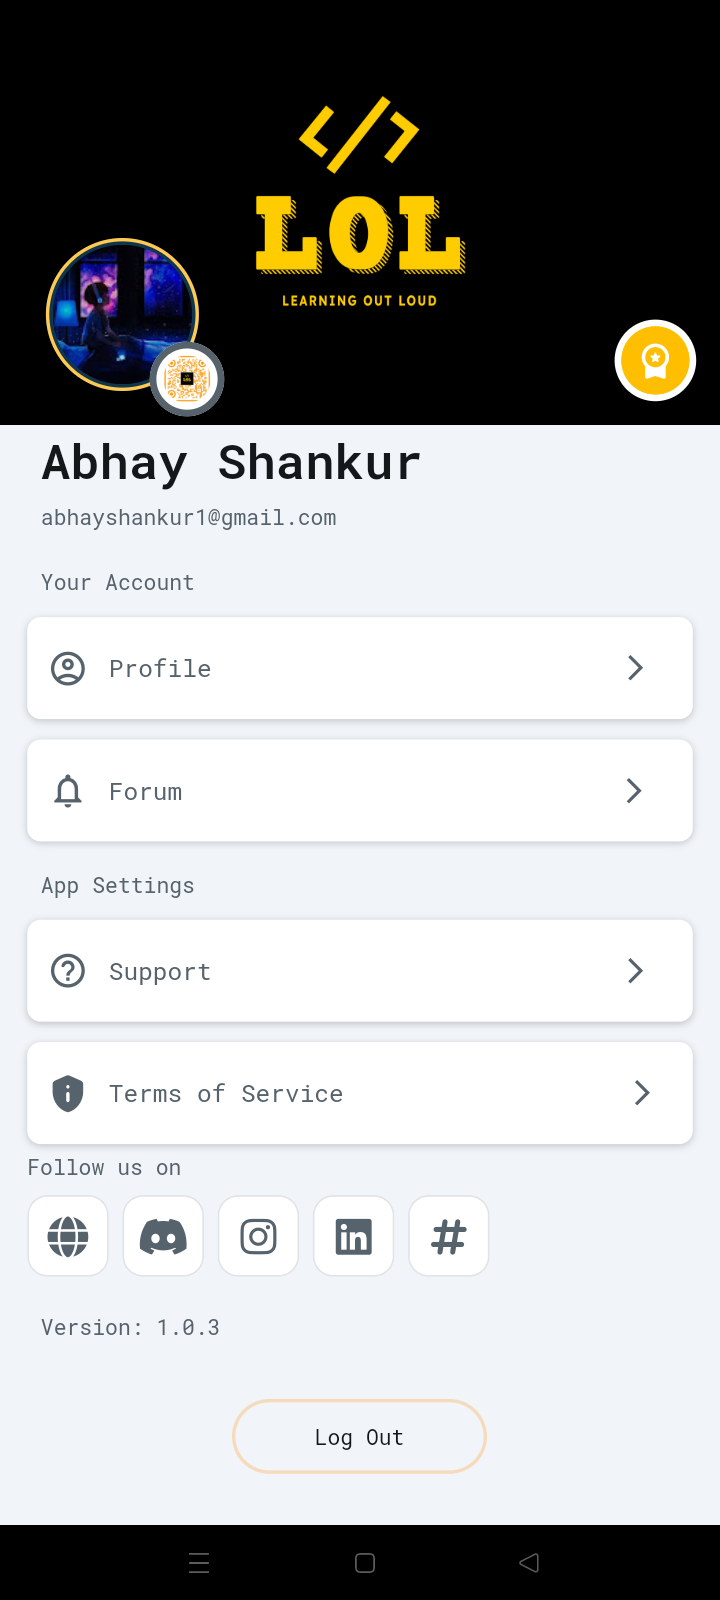 </>
LOL
LEARNING OUT LOUD
Abhay Shankur
abhayshankur1@gmail.com
Your Account
Profile
Forum
App Settings
Support
Terms of Service
Follow us on
in
#
Version: 1.0.3
Log Out